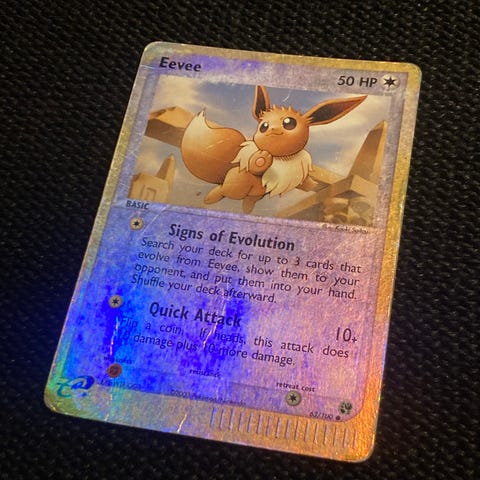 Eevee
50 HP
BASIC
Signs of Evolution
Search your deck for up to 3 cards that
evolve from Eevee, show them to your
opponent, and put them into your hand.
Shuffle your deck afterward.
Quick Attack
10+
Flip a coin. If heads, this attack does
damage plus 10 more damage.
retreat cost